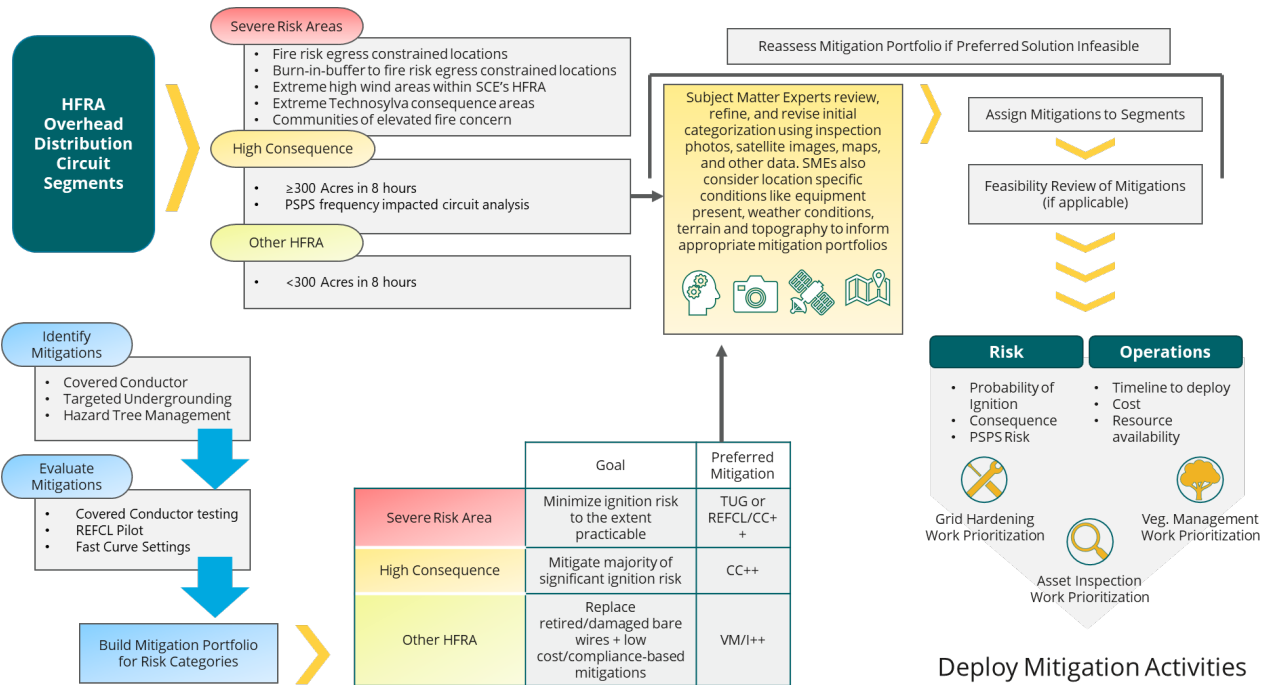 HFRA
Overhead
Distribution
Circuit
Segments
Severe Risk Areas
• Fire risk egress constrained locations
• Burn-in-buffer to fire risk egress constrained locations
• Extreme high wind areas within SCE's HFRA
• Extreme Technosylva consequence areas
• Communities of elevated fire concern
High Consequence
• ≥300 Acres in 8 hours
• PSPS frequency impacted circuit analysis
Other HFRA
• <300 Acres in 8 hours
Reassess Mitigation Portfolio if Preferred Solution Infeasible
Subject Matter Experts review,
refine, and revise initial
categorization using inspection
photos, satellite images, maps,
and other data. SMEs also
consider location specific
conditions like equipment
present, weather conditions,
terrain and topography to inform
appropriate mitigation portfolios
Assign Mitigations to Segments
Feasibility Review of Mitigations
(if applicable)
Identify
Mitigations
• Covered Conductor
• Targeted Undergrounding
• Hazard Tree Management
Evaluate
Mitigations
• Covered Conductor testing
• REFCL Pilot
• Fast Curve Settings
Build Mitigation Portfolio
for Risk Categories
Goal
Preferred
Mitigation
Severe Risk Area
Minimize ignition risk
to the extent
practicable
TUG or
REFCL/CC+
+
High Consequence
Mitigate majority of
significant ignition risk
CC++
Other HFRA
Replace
retired/damaged bare
wires + low
cost/compliance-based
mitigations
VM/I++
Risk
• Probability of
Ignition
• Consequence
• PSPS Risk
Operations
• Timeline to deploy
• Cost
• Resource
availability
Grid Hardening
Work Prioritization
Veg. Management
Work Prioritization
Asset Inspection
Work Prioritization
Deploy Mitigation Activities